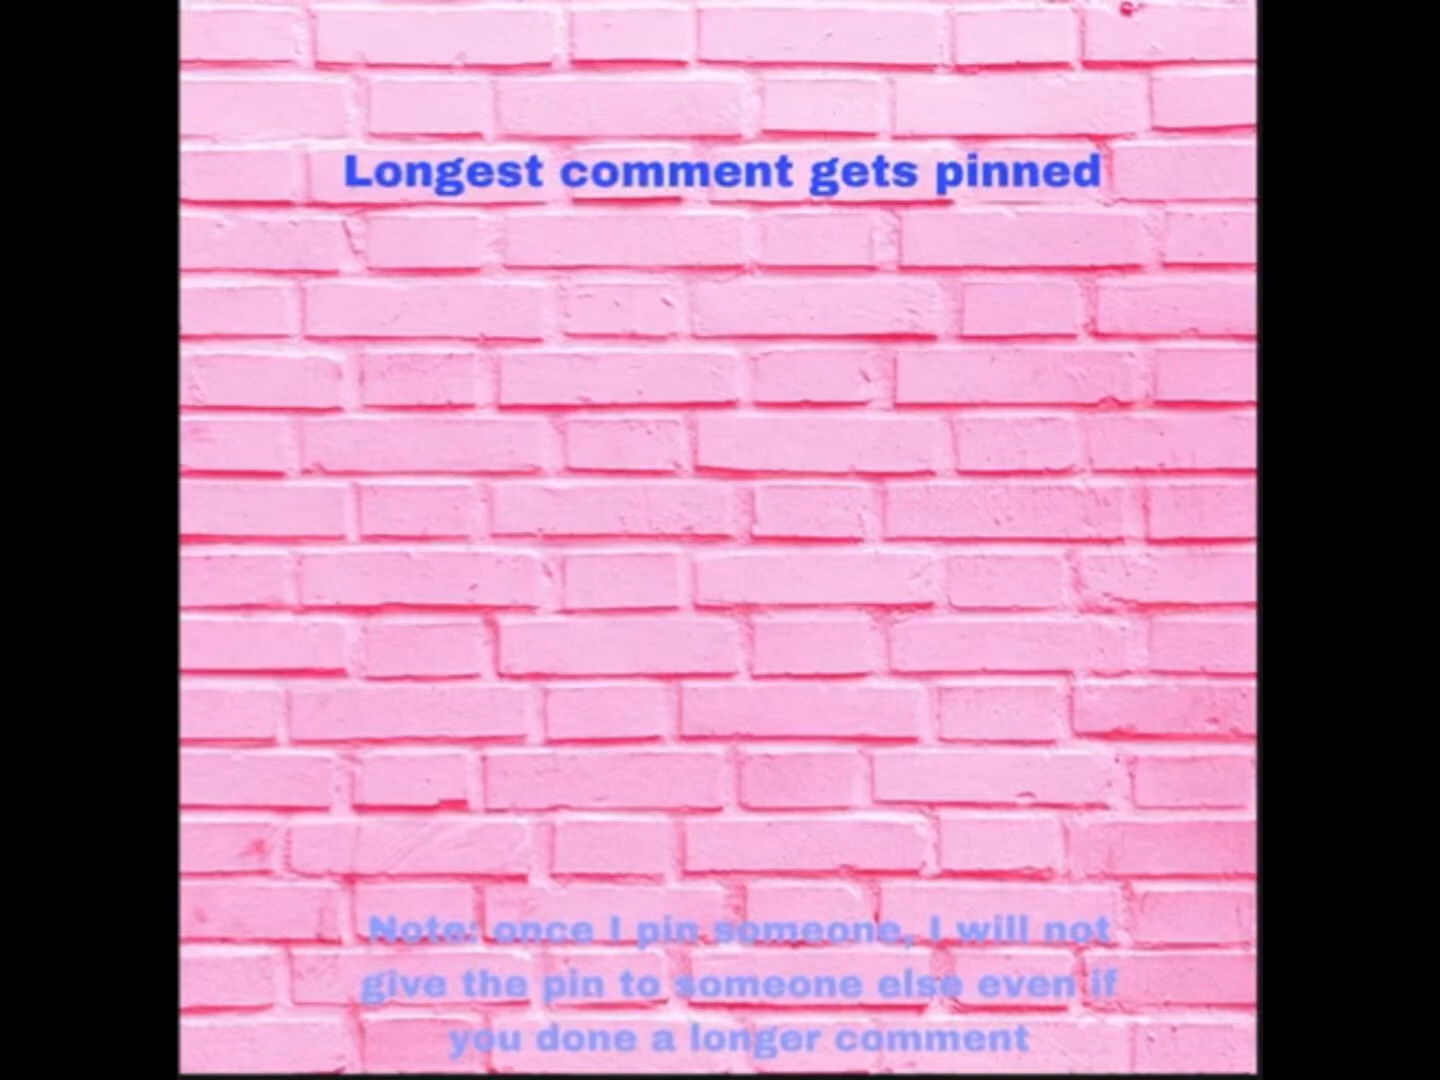 Longest comment gets pinned
Note: once I pin someone, I will not
give the pin to someone else even if
you done a longer comment